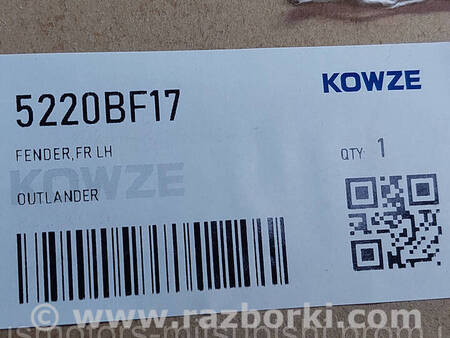 KOWZE
5220BF17
FENDER,FR LH
QTY: 1
KOWZE
OUTLANDER
www.razborki.com